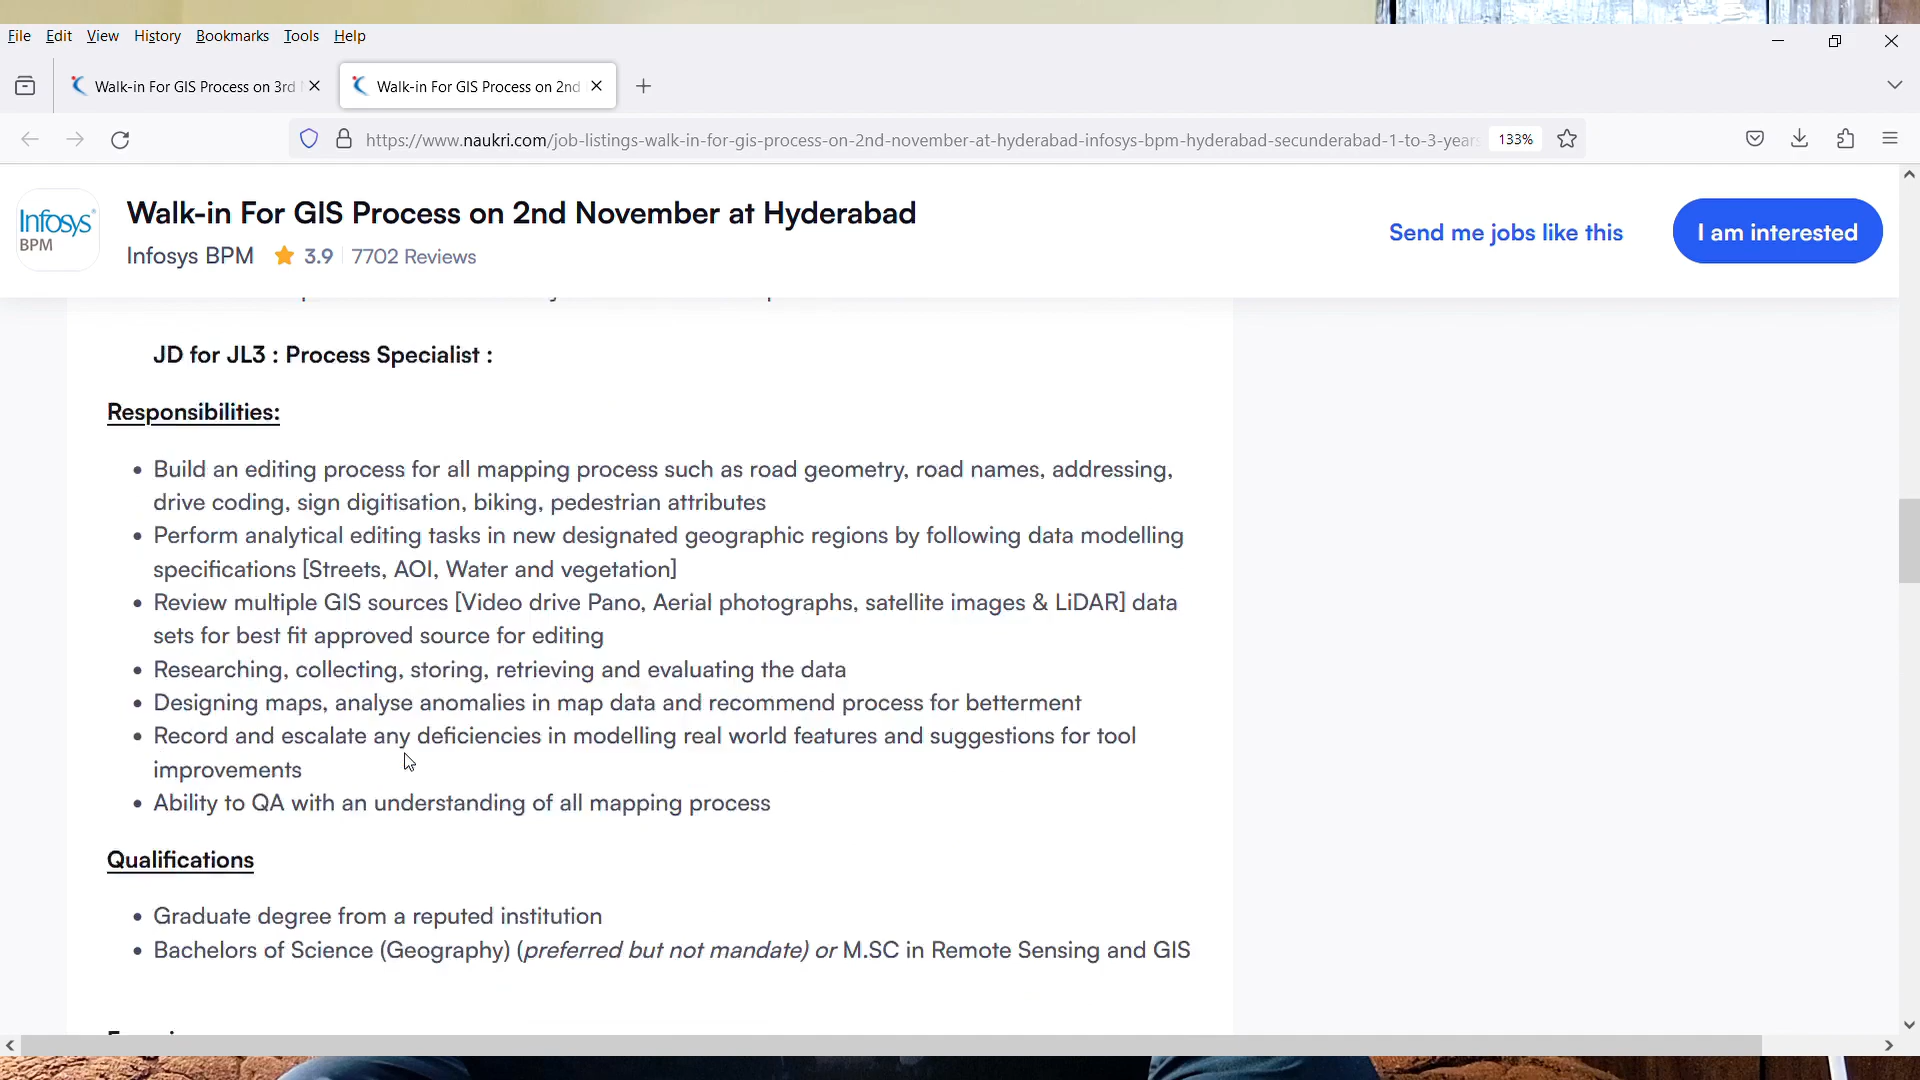 File Edit View History Bookmarks Tools Help
Walk-in For GIS Process on 3rd
Walk-in For GIS Process on 2nd
https://www.naukri.com/job-listings-walk-in-for-gis-process-on-2nd-november-at-hyderabad-infosys-bpm-hyderabad-secunderabad-1-to-3-years
133%
Infosys
BPM
Walk-in For GIS Process on 2nd November at Hyderabad
Infosys BPM 3.9 7702 Reviews
Send me jobs like this
I am interested
JD for JL3 : Process Specialist :
Responsibilities:
• Build an editing process for all mapping process such as road geometry, road names, addressing,
drive coding, sign digitisation, biking, pedestrian attributes
• Perform analytical editing tasks in new designated geographic regions by following data modelling
specifications [Streets, AOI, Water and vegetation]
• Review multiple GIS sources [Video drive Pano, Aerial photographs, satellite images & LiDAR] data
sets for best fit approved source for editing
• Researching, collecting, storing, retrieving and evaluating the data
• Designing maps, analyse anomalies in map data and recommend process for betterment
• Record and escalate any deficiencies in modelling real world features and suggestions for tool
improvements
• Ability to QA with an understanding of all mapping process
Qualifications
• Graduate degree from a reputed institution
• Bachelors of Science (Geography) (preferred but not mandate) or M.SC in Remote Sensing and GIS